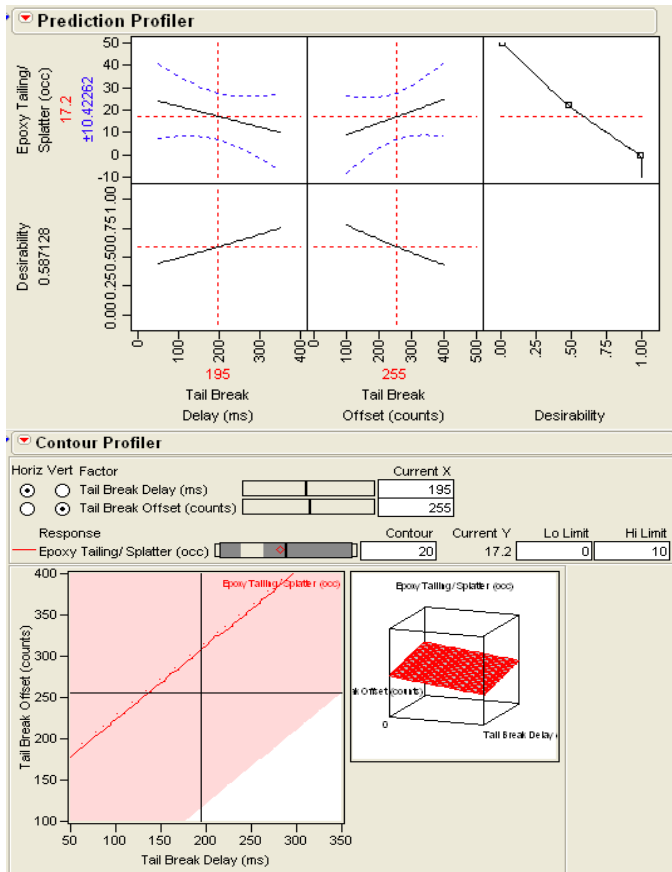 Prediction Profiler
Epoxy Tailing/
Splatter (occ)
17.2
±10.42262
50
40
30
20
10
0
-10
Desirability
0.587128
1.00
0.75
0.50
0.25
0.00
0
100
200
300
400
0
100
200
300
400
500
.00
.25
.50
.75
1.00
195
Tail Break
Delay (ms)
255
Tail Break
Offset (counts)
Desirability
Contour Profiler
Horiz Vert Factor Current X
Tail Break Delay (ms) 195
Tail Break Offset (counts) 255
Response Contour Current Y Lo Limit Hi Limit
Epoxy Tailing/ Splatter (occ) 20 17.2 0 10
Tail Break Offset (counts)
400
350
300
250
200
150
100
Epoxy Tailing/Splatter (occ)
50 100 150 200 250 300 350
Tail Break Delay (ms)
Epoxy Tailing/Splatter (occ)
ak Offset (counts)
0
Tail Break Delay (